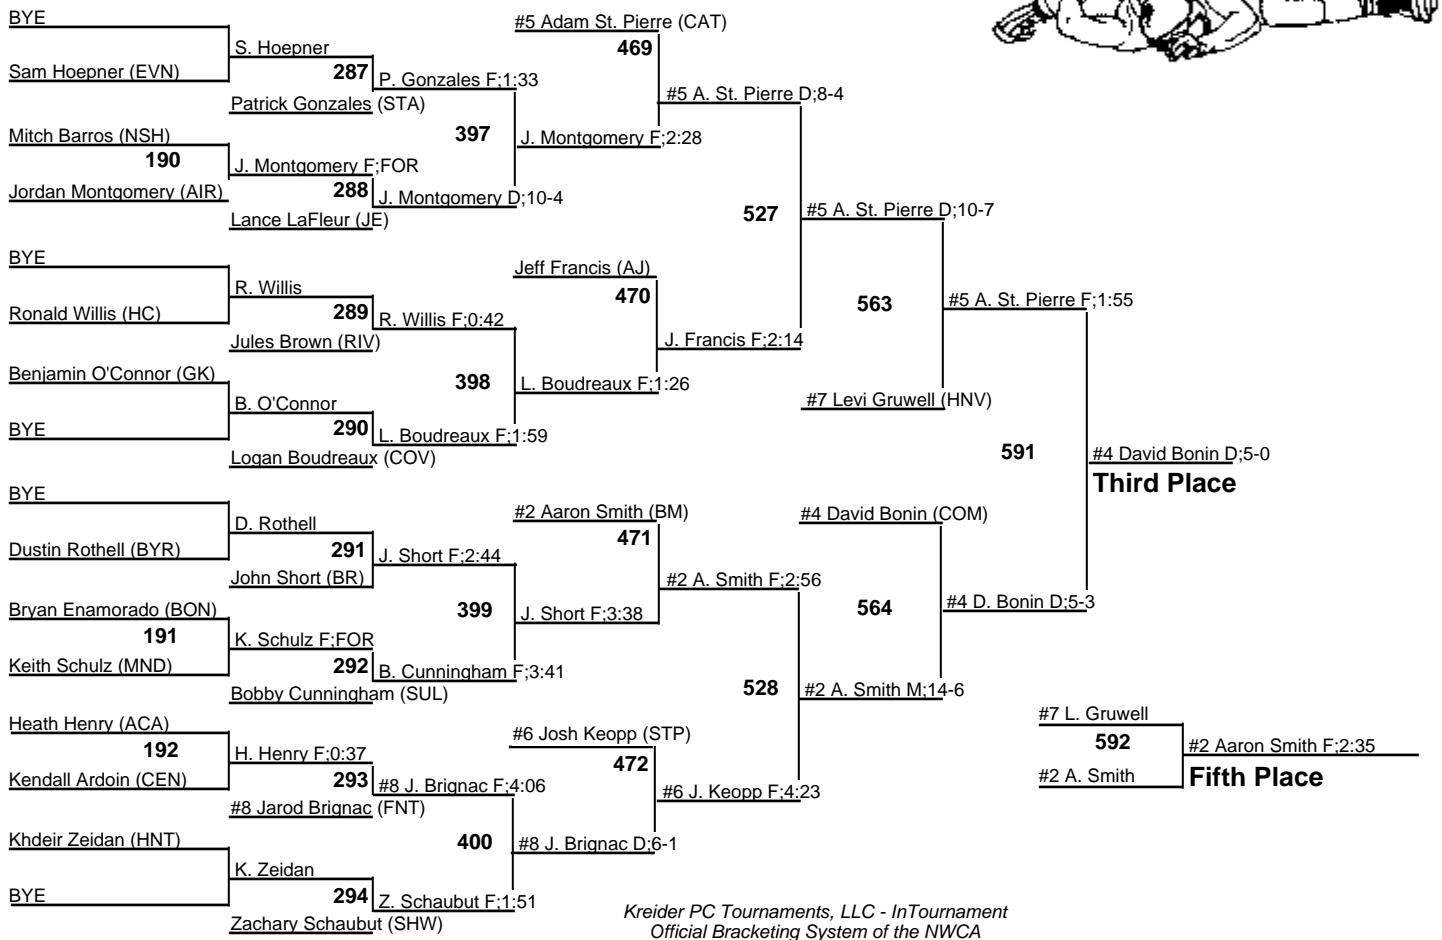 BYE
#5 Adam St. Pierre (CAT)
469
S. Hoepner
Sam Hoepner (EVN)
287
P. Gonzales F;1:33
#5 A. St. Pierre D;8-4
Patrick Gonzales (STA)
Mitch Barros (NSH)
397
J. Montgomery F;2:28
190
J. Montgomery F;FOR
Jordan Montgomery (AIR)
288
J. Montgomery D;10-4
527
#5 A. St. Pierre D;10-7
Lance LaFleur (JE)
BYE
Jeff Francis (AJ)
R. Willis
470
563
#5 A. St. Pierre F;1:55
Ronald Willis (HC)
289
R. Willis F;0:42
Jules Brown (RIV)
J. Francis F;2:14
Benjamin O'Connor (GK)
398
L. Boudreaux F;1:26
B. O'Connor
#7 Levi Gruwell (HNV)
BYE
290
L. Boudreaux F;1:59
Logan Boudreaux (COV)
591
#4 David Bonin D;5-0
Third Place
BYE
#2 Aaron Smith (BM)
#4 David Bonin (COM)
D. Rothell
471
Dustin Rothell (BYR)
291
J. Short F;2:44
John Short (BR)
#2 A. Smith F;2:56
Bryan Enamorado (BON)
399
J. Short F;3:38
564
#4 D. Bonin D;5-3
191
K. Schulz F;FOR
Keith Schulz (MND)
292
B. Cunningham F;3:41
528
#2 A. Smith M;14-6
Bobby Cunningham (SUL)
Heath Henry (ACA)
#6 Josh Keopp (STP)
#7 L. Gruwell
192
H. Henry F;0:37
592
#2 Aaron Smith F;2:35
Kendall Ardoin (CEN)
293
#8 J. Brignac F;4:06
472
#6 J. Keopp F;4:23
#2 A. Smith
Fifth Place
#8 Jarod Brignac (FNT)
Khdeir Zeidan (HNT)
400
#8 J. Brignac D;6-1
K. Zeidan
BYE
294
Z. Schaubut F;1:51
Zachary Schaubut (SHW)
Kreider PC Tournaments, LLC - InTournament
Official Bracketing System of the NWCA